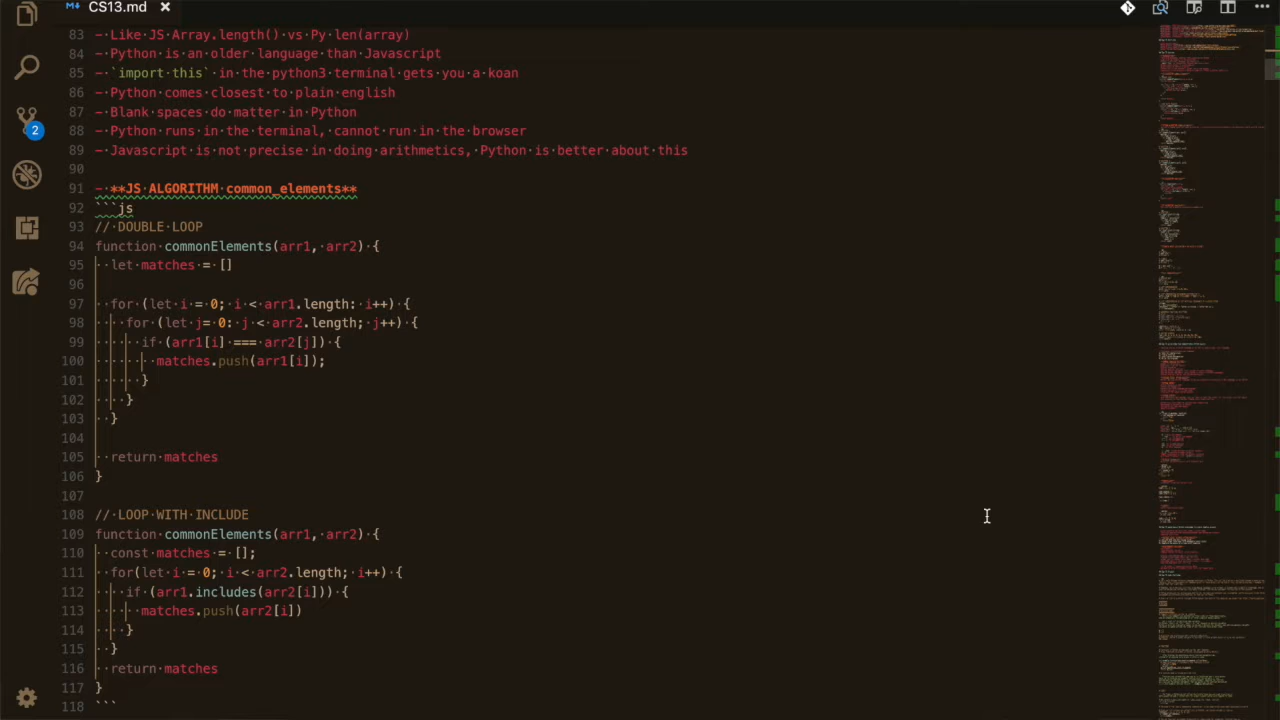 CS13.md
83 - Like JS Array.length() vs Py len(array)
84 - Python is an older language than Javascript
85 - `import this` in the python3 terminal gets you a koan
86 - Python comes closest to plain english
87 - Blank spaces do matter in Python
88 - Python runs in the terminal, cannot run in the browser
89 - Javascript is not precise in doing arithmetics, Python is better about this
90
91 - **JS ALGORITHM common_elements**
92 ```js
93 // DOUBLE LOOP
94 function commonElements(arr1, arr2) {
95   let matches = []
96
97   for (let i = 0; i < arr1.length; i++) {
98     for (let j= 0; j < arr2.length; j++) {
99       if (arr1[i] === arr2[j]) {
100         matches.push(arr1[i]);
101       }
102     }
103   }
104
105   return matches
106 }
107
108 // LOOP WITH INCLUDE
109 function commonElements(arr1, arr2) {
110   const matches = [];
111   for(let i = 0; i < arr2.length; i++) {
112     if (arr1.includes(arr2[i])) {
113       matches.push(arr2[i])
114     }
115   }
116   return matches
117 }
118 ```
2